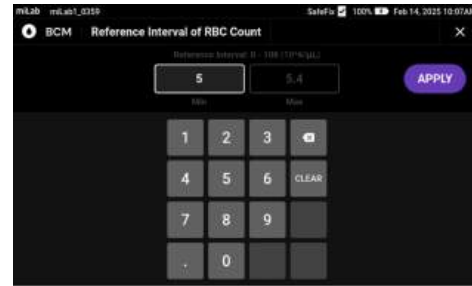 miLab miLab1_0359 SafeFix 100% Feb 14, 2025 10:07AM
BCM Reference Interval of RBC Count
Reference Interval: 0 - 100 (10^6/µL)
5 5.4 APPLY
Min Max
1 2 3
4 5 6 CLEAR
7 8 9
. 0